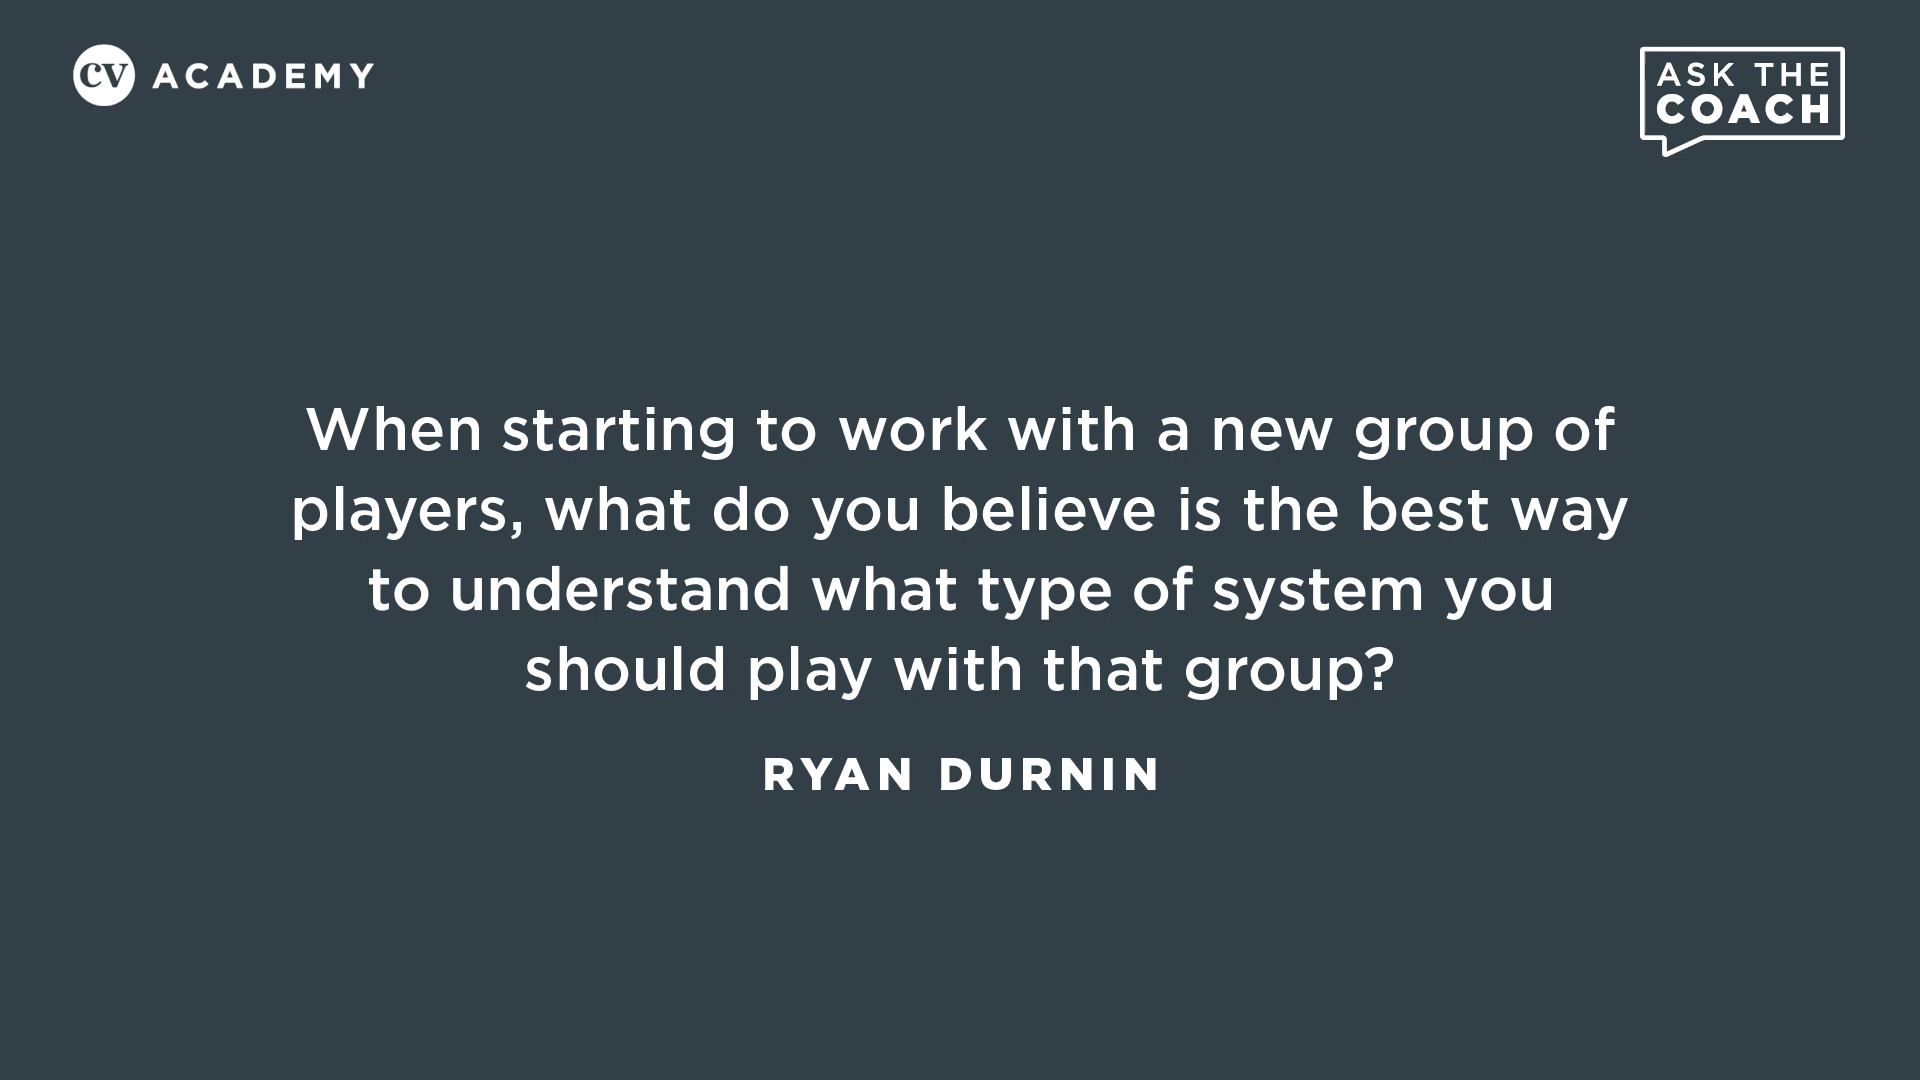 CV ACADEMY
ASK THE
COACH
When starting to work with a new group of
players, what do you believe is the best way
to understand what type of system you
should play with that group?
RYAN DURNIN